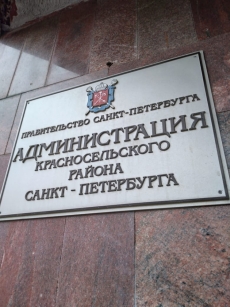 ПРАВИТЕЛЬСТВО САНКТ-ПЕТЕРБУРГА
АДМИНИСТРАЦИЯ
КРАСНОСЕЛЬСКОГО
РАЙОНА
САНКТ - ПЕТЕРБУРГА